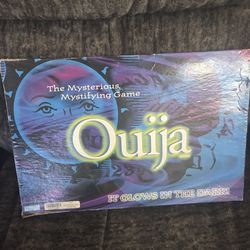 The Mysterious
Mystifying Game
Ouija
IT GLOWS IN THE DARK!